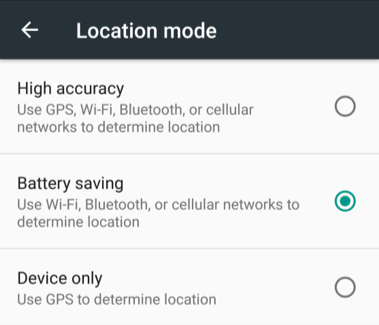 Location mode
High accuracy
Use GPS, Wi-Fi, Bluetooth, or cellular
networks to determine location
Battery saving
Use Wi-Fi, Bluetooth, or cellular networks to
determine location
Device only
Use GPS to determine location